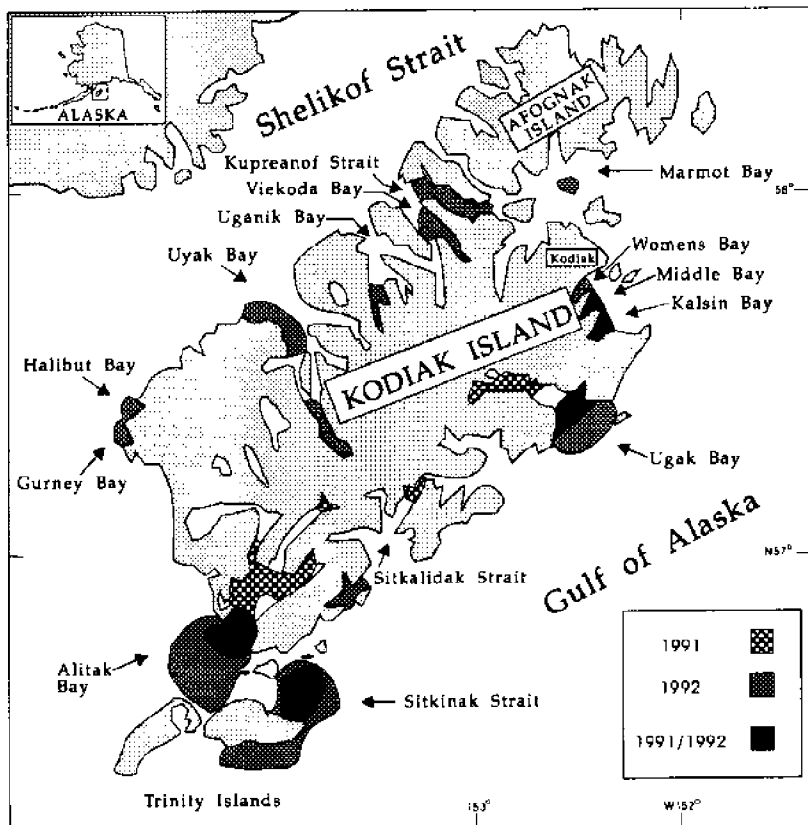 ALASKA
Shelikof Strait
AFOGNAK
ISLAND
Kupreanof Strait
Viekoda Bay
Uganik Bay
Uyak Bay
Marmot Bay
58°
Kodiak
Womens Bay
Middle Bay
Kalsin Bay
KODIAK ISLAND
Halibut Bay
Gurney Bay
Ugak Bay
Gulf of Alaska
N57°
Sitkalidak Strait
Alitak
Bay
Sitkinak Strait
Trinity Islands
1991
1992
1991/1992
153°
W 152°